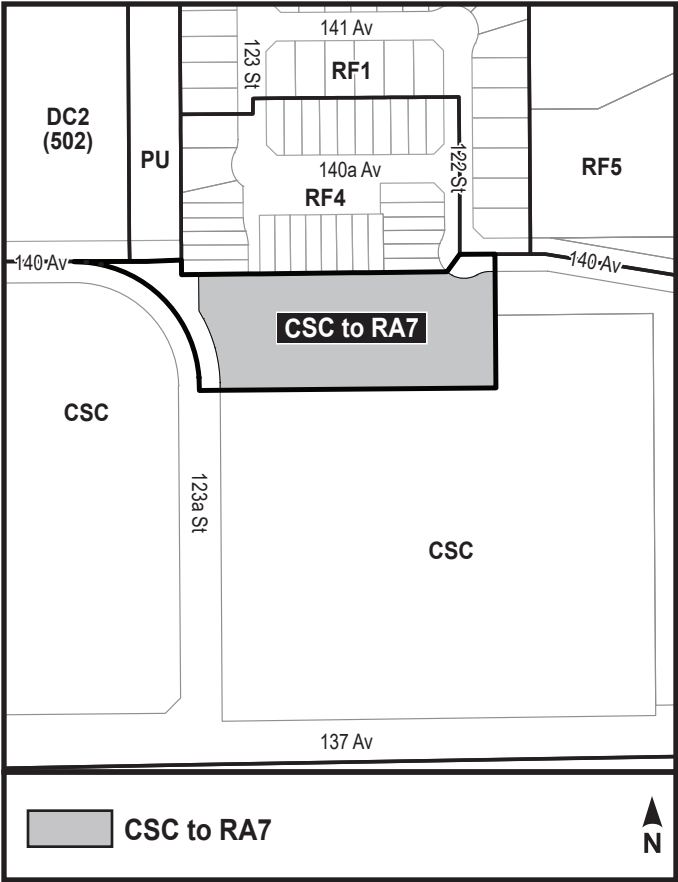 141 Av
123 St
RF1
DC2
(502)
PU
140a Av
122 St
RF5
RF4
140 Av
140 Av
CSC to RA7
CSC
123a St
CSC
137 Av
CSC to RA7
N